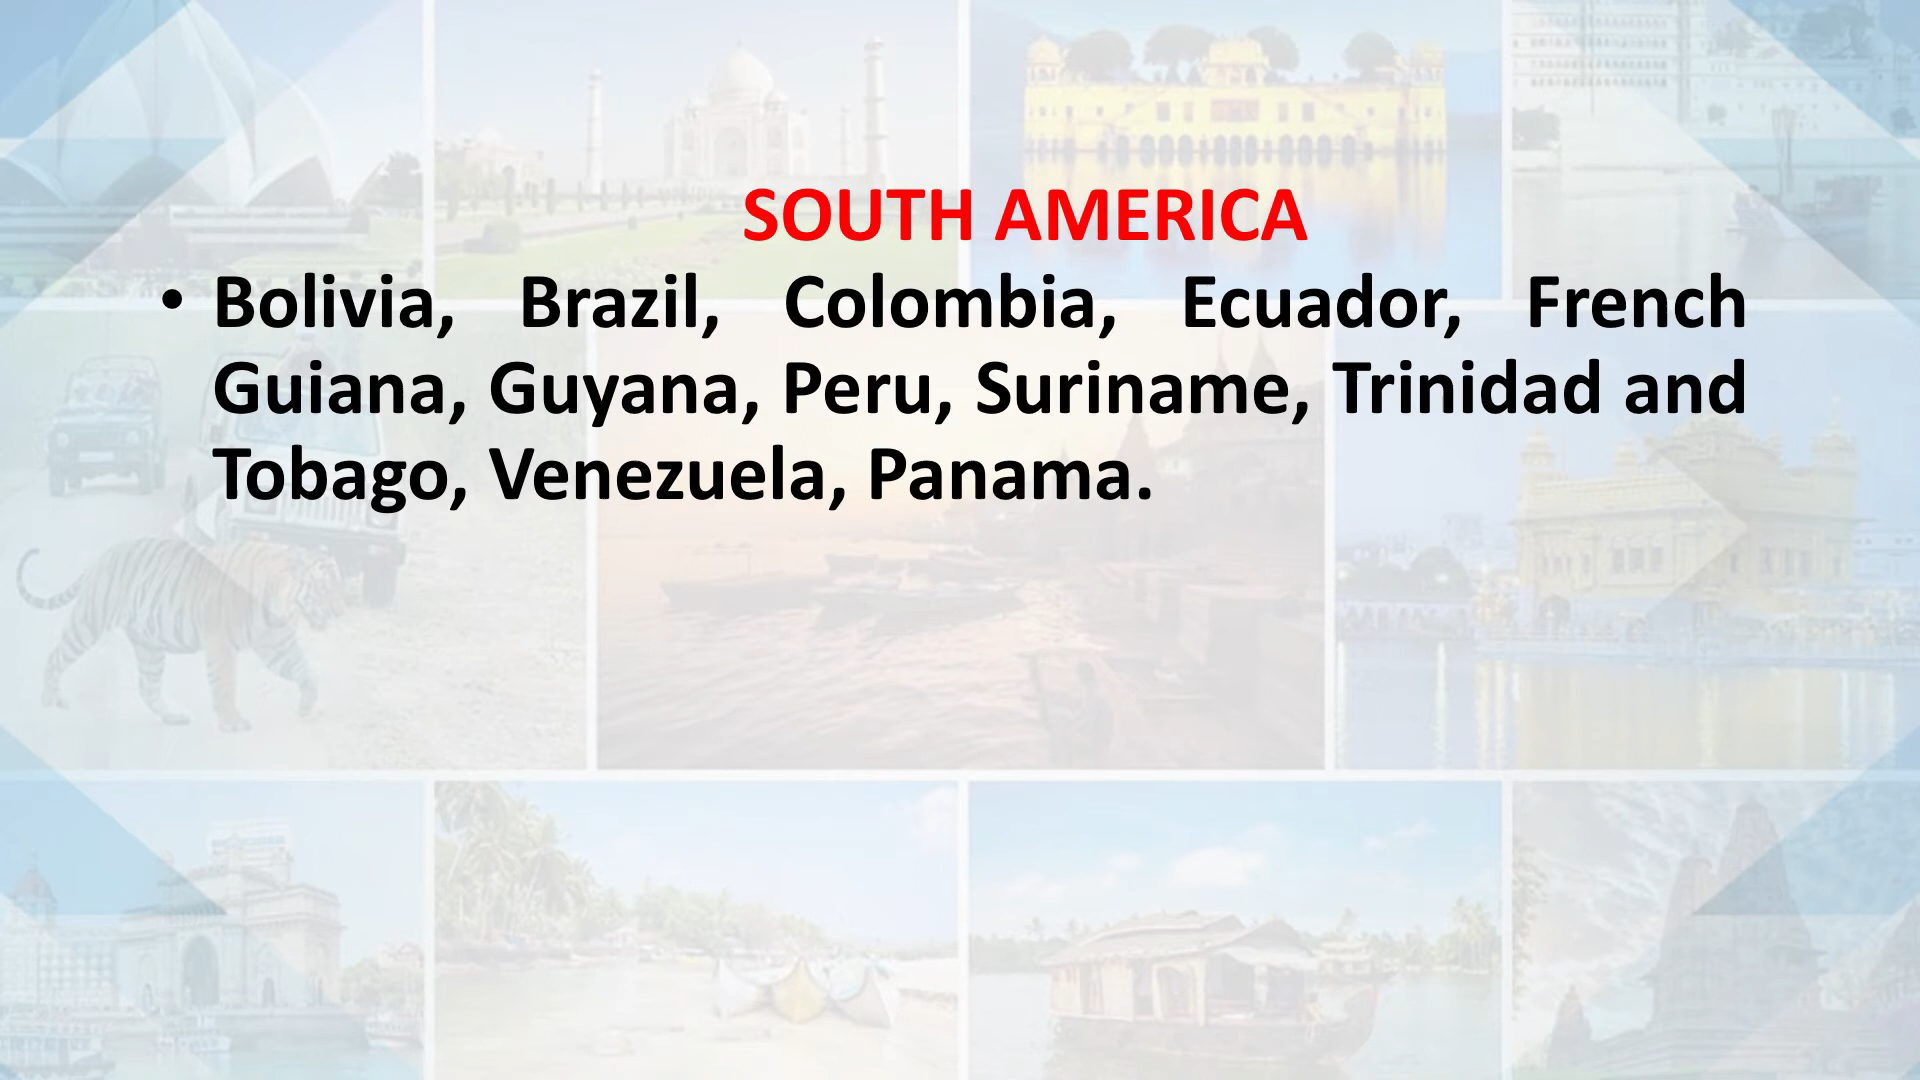 SOUTH AMERICA
• Bolivia, Brazil, Colombia, Ecuador, French
Guiana, Guyana, Peru, Suriname, Trinidad and
Tobago, Venezuela, Panama.